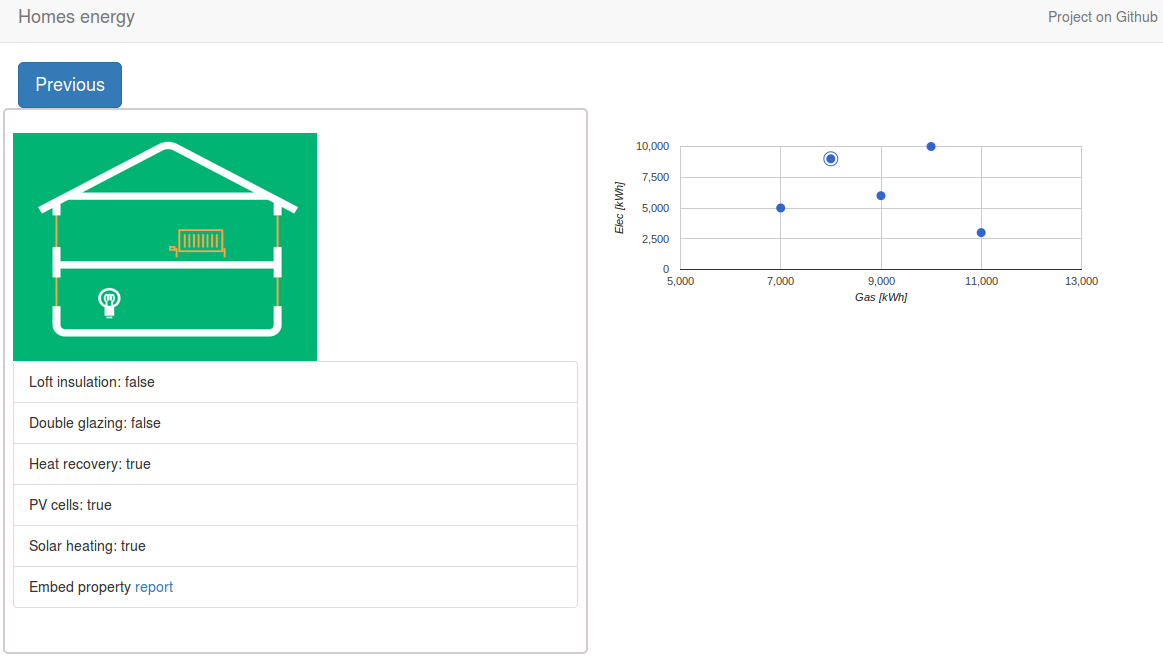 Homes energy
Project on Github
Previous
Loft insulation: false
Double glazing: false
Heat recovery: true
PV cells: true
Solar heating: true
Embed property report
Elec [kWh]
10,000
7,500
5,000
2,500
0
5,000 7,000 9,000 11,000 13,000
Gas [kWh]